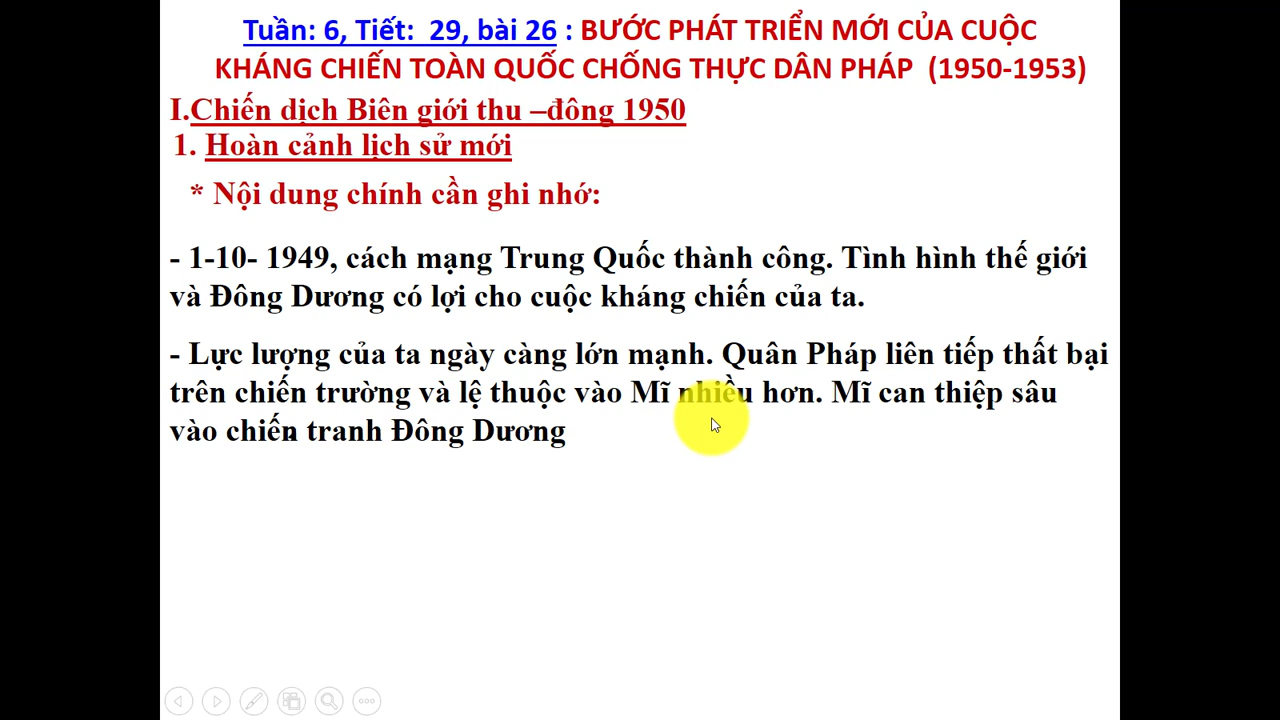 Tuần: 6, Tiết: 29, bài 26 : BƯỚC PHÁT TRIỂN MỚI CỦA CUỘC
KHÁNG CHIẾN TOÀN QUỐC CHỐNG THỰC DÂN PHÁP (1950-1953)
I.Chiến dịch Biên giới thu –đông 1950
1. Hoàn cảnh lịch sử mới
* Nội dung chính cần ghi nhớ:
- 1-10- 1949, cách mạng Trung Quốc thành công. Tình hình thế giới
và Đông Dương có lợi cho cuộc kháng chiến của ta.
- Lực lượng của ta ngày càng lớn mạnh. Quân Pháp liên tiếp thất bại
trên chiến trường và lệ thuộc vào Mĩ nhiều hơn. Mĩ can thiệp sâu
vào chiến tranh Đông Dương